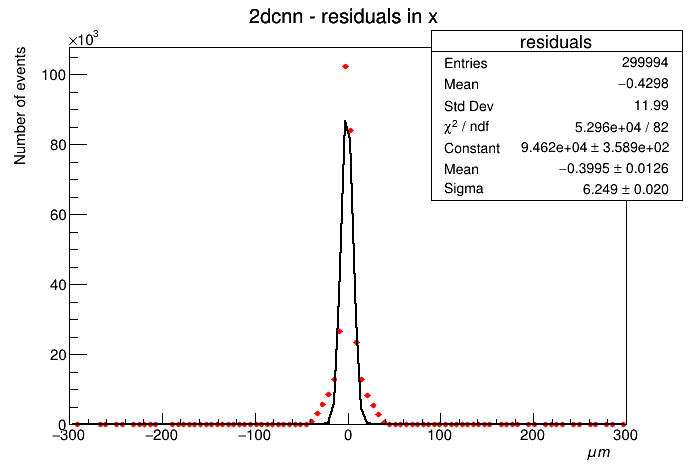 2dcnn - residuals in x
×10³
Number of events
100
80
60
40
20
0
−300 −200 −100 0 100 200 300
μm
residuals
Entries 299994
Mean −0.4298
Std Dev 11.99
χ² / ndf 5.296e+04 / 82
Constant 9.462e+04 ± 3.589e+02
Mean −0.3995 ± 0.0126
Sigma 6.249 ± 0.020